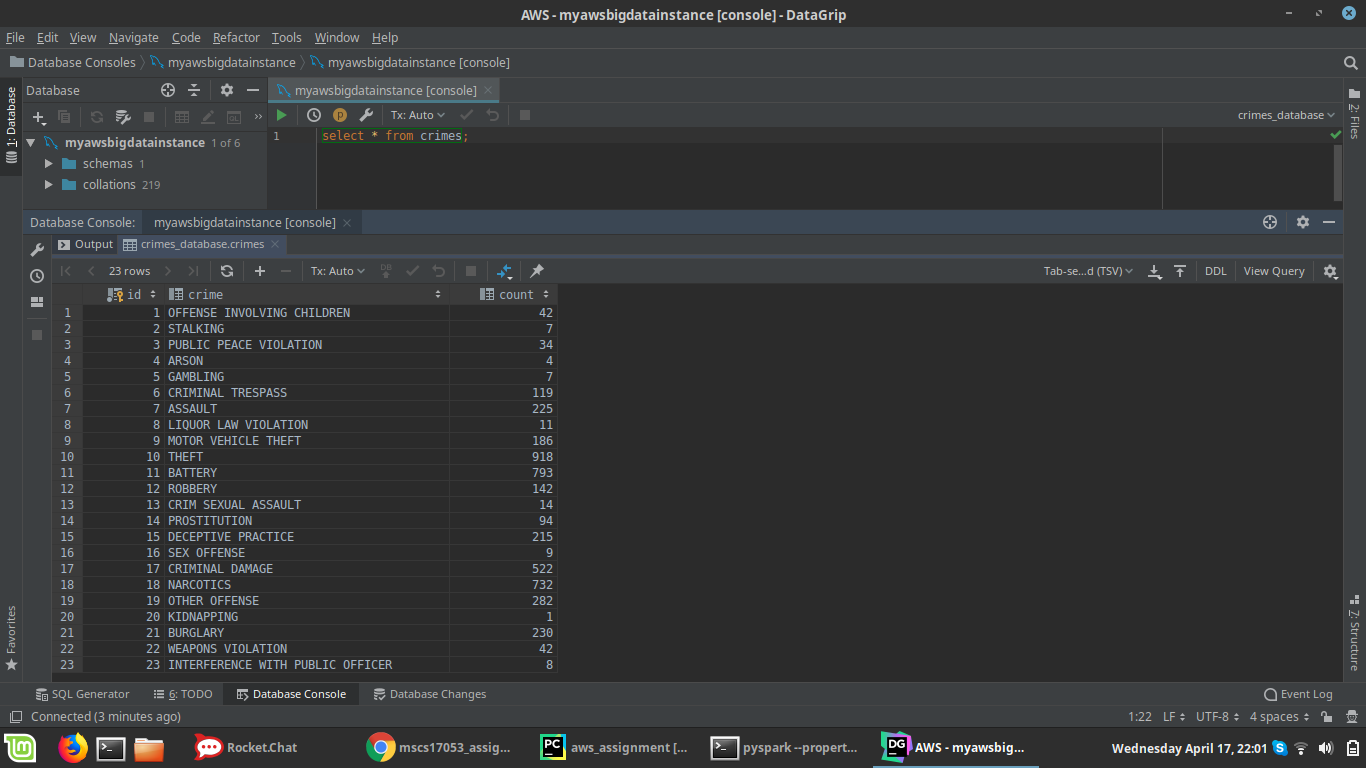 AWS - myawsbigdatainstance [console] - DataGrip
File Edit View Navigate Code Refactor Tools Window Help
Database Consoles myawsbigdatainstance myawsbigdatainstance [console]
1: Database
Database
myawsbigdatainstance [console]
Tx: Auto
crimes_database
2: Files
1 select * from crimes;
myawsbigdatainstance 1 of 6
schemas 1
collations 219
Database Console: myawsbigdatainstance [console]
Output crimes_database.crimes
23 rows Tx: Auto DB Tab-se...d (TSV) DDL View Query
id crime count
1 1 OFFENSE INVOLVING CHILDREN 42
2 2 STALKING 7
3 3 PUBLIC PEACE VIOLATION 34
4 4 ARSON 4
5 5 GAMBLING 7
6 6 CRIMINAL TRESPASS 119
7 7 ASSAULT 225
8 8 LIQUOR LAW VIOLATION 11
9 9 MOTOR VEHICLE THEFT 186
10 10 THEFT 918
11 11 BATTERY 793
12 12 ROBBERY 142
13 13 CRIM SEXUAL ASSAULT 14
14 14 PROSTITUTION 94
15 15 DECEPTIVE PRACTICE 215
16 16 SEX OFFENSE 9
17 17 CRIMINAL DAMAGE 522
18 18 NARCOTICS 732
19 19 OTHER OFFENSE 282
20 20 KIDNAPPING 1
21 21 BURGLARY 230
22 22 WEAPONS VIOLATION 42
23 23 INTERFERENCE WITH PUBLIC OFFICER 8
Favorites
7: Structure
SQL Generator 6: TODO Database Console Database Changes Event Log
Connected (3 minutes ago) 1:22 LF UTF-8 4 spaces
Rocket.Chat mscs17053_assig... PC aws_assignment [... pyspark --propert... DG AWS - myawsbig... Wednesday April 17, 22:01